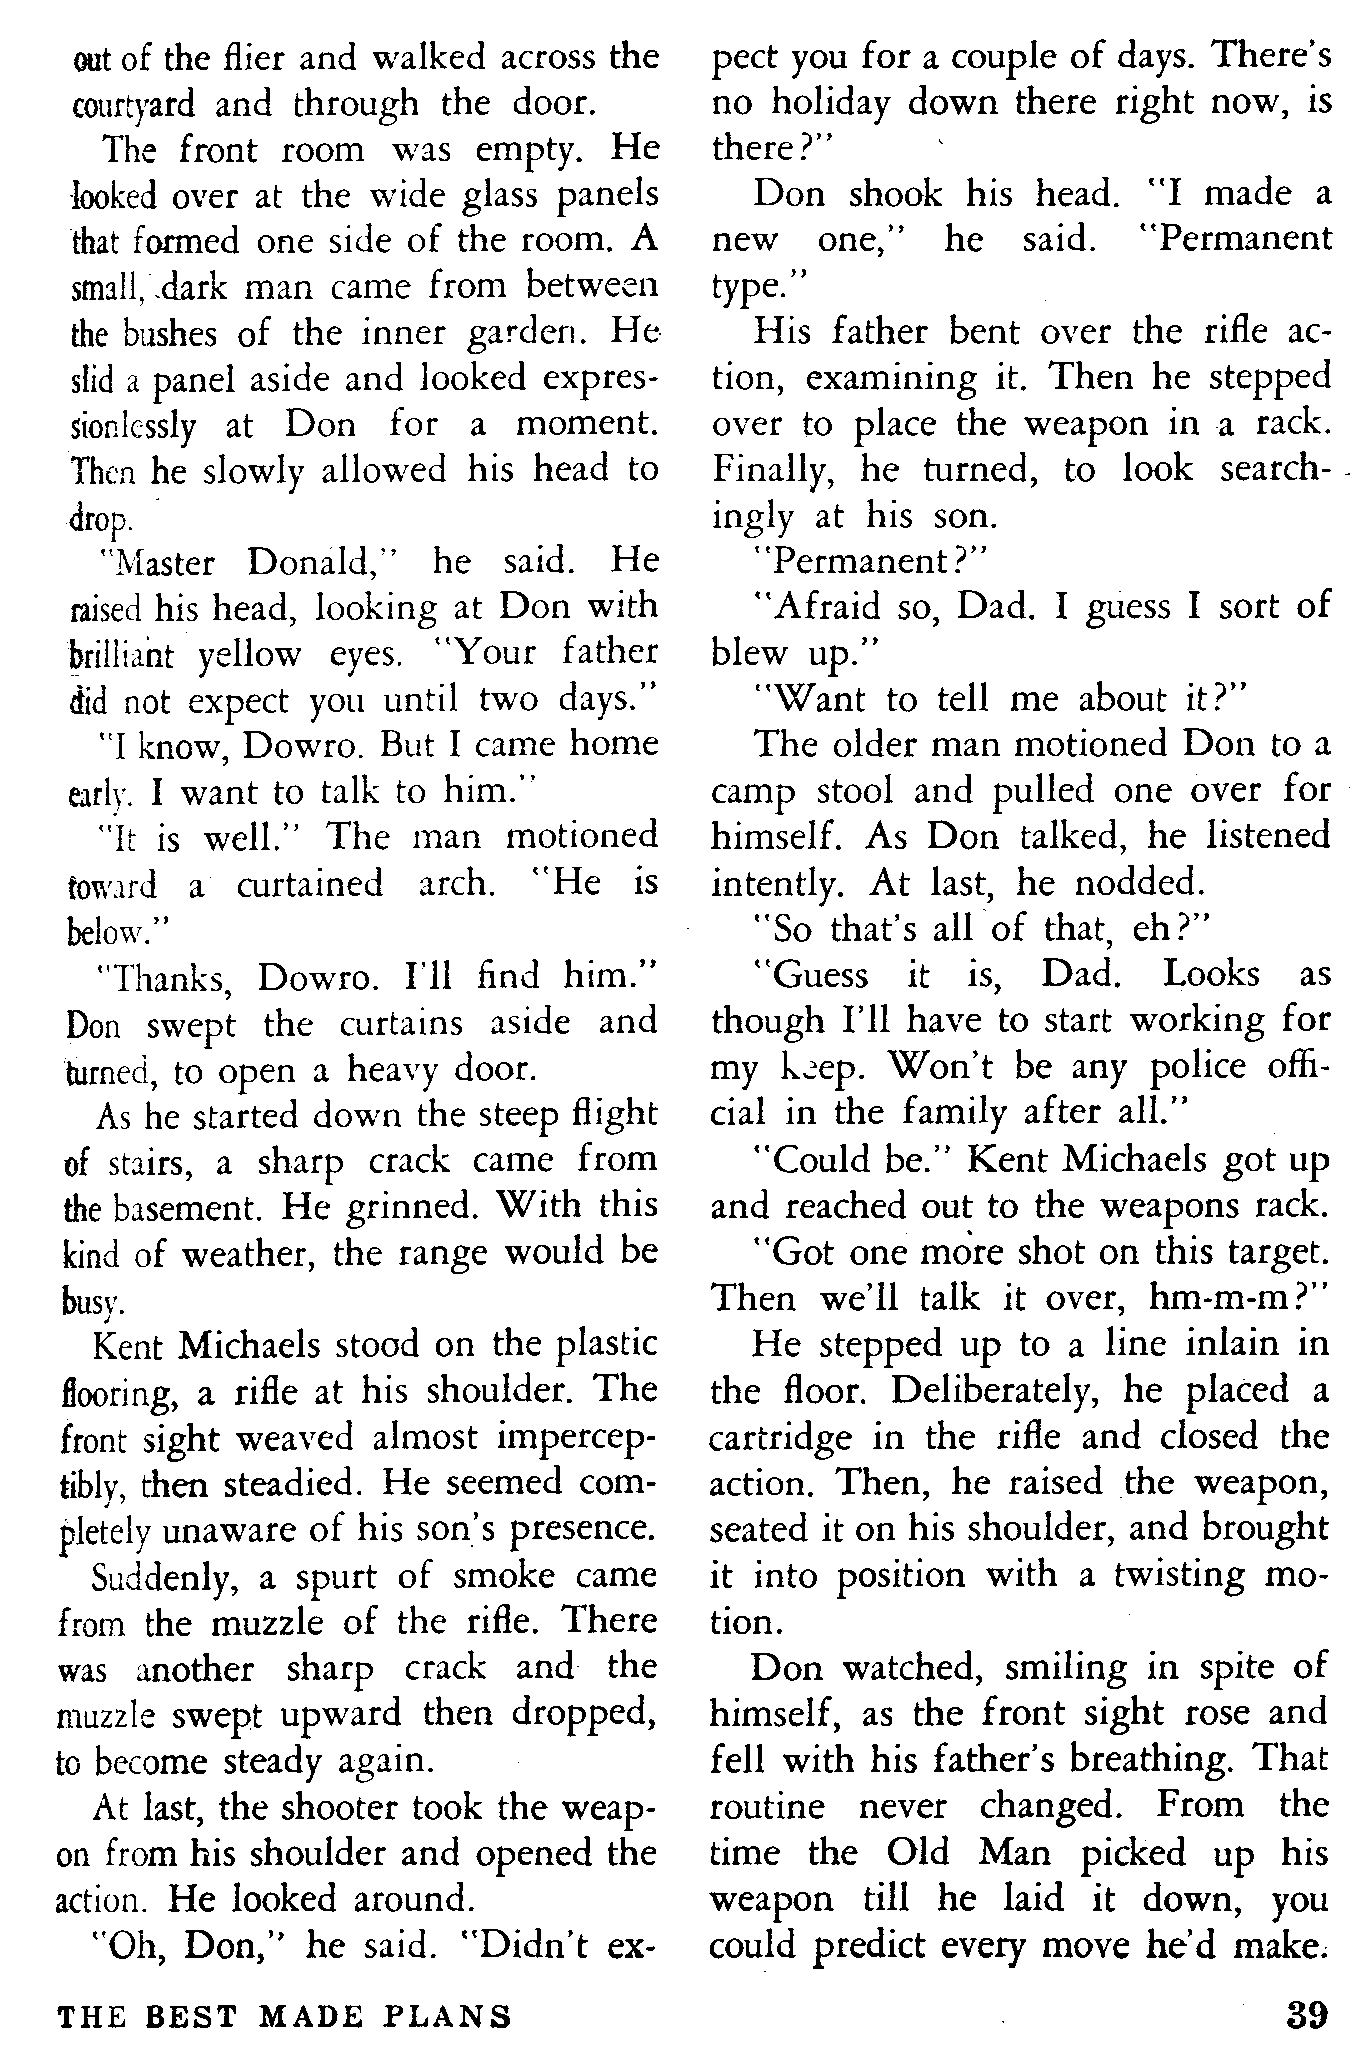 out of the flier and walked across the
courtyard and through the door.
The front room was empty. He
looked over at the wide glass panels
that formed one side of the room. A
small, dark man came from between
the bushes of the inner garden. He
slid a panel aside and looked expres-
sionlessly at Don for a moment.
Then he slowly allowed his head to
drop.
"Master Donald," he said. He
raised his head, looking at Don with
brilliant yellow eyes. "Your father
did not expect you until two days."
"I know, Dowro. But I came home
early. I want to talk to him."
"It is well." The man motioned
toward a curtained arch. "He is
below."
"Thanks, Dowro. I'll find him."
Don swept the curtains aside and
turned, to open a heavy door.
As he started down the steep flight
of stairs, a sharp crack came from
the basement. He grinned. With this
kind of weather, the range would be
busy.
Kent Michaels stood on the plastic
flooring, a rifle at his shoulder. The
front sight weaved almost impercep-
tibly, then steadied. He seemed com-
pletely unaware of his son's presence.
Suddenly, a spurt of smoke came
from the muzzle of the rifle. There
was another sharp crack and the
muzzle swept upward then dropped,
to become steady again.
At last, the shooter took the weap-
on from his shoulder and opened the
action. He looked around.
"Oh, Don," he said. "Didn't ex-
pect you for a couple of days. There's
no holiday down there right now, is
there?"
Don shook his head. "I made a
new one," he said. "Permanent
type."
His father bent over the rifle ac-
tion, examining it. Then he stepped
over to place the weapon in a rack.
Finally, he turned, to look search-
ingly at his son.
"Permanent?"
"Afraid so, Dad. I guess I sort of
blew up."
"Want to tell me about it?"
The older man motioned Don to a
camp stool and pulled one over for
himself. As Don talked, he listened
intently. At last, he nodded.
"So that's all of that, eh?"
"Guess it is, Dad. Looks as
though I'll have to start working for
my keep. Won't be any police offi-
cial in the family after all."
"Could be." Kent Michaels got up
and reached out to the weapons rack.
"Got one more shot on this target.
Then we'll talk it over, hm-m-m?"
He stepped up to a line inlain in
the floor. Deliberately, he placed a
cartridge in the rifle and closed the
action. Then, he raised the weapon,
seated it on his shoulder, and brought
it into position with a twisting mo-
tion.
Don watched, smiling in spite of
himself, as the front sight rose and
fell with his father's breathing. That
routine never changed. From the
time the Old Man picked up his
weapon till he laid it down, you
could predict every move he'd make.
THE BEST MADE PLANS
39